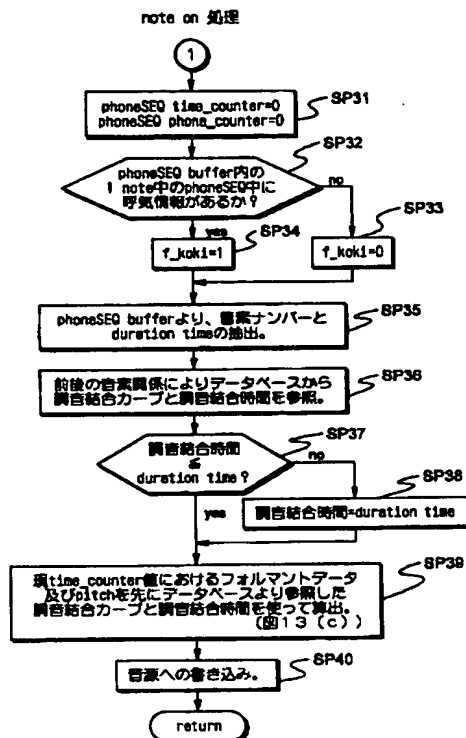 note on 処理
1
phoneSEQ time_counter=0
phoneSEQ phone_counter=0
SP31
phoneSEQ buffer内の
1 note中のphoneSEQ中に
呼気情報があるか？
SP32
no
yes
SP33
SP34
f_koki=1
f_koki=0
phoneSEQ bufferより、音素ナンバーと
duration timeの抽出。
SP35
前後の音素関係によりデータベースから
調音結合カーブと調音結合時間を参照。
SP36
調音結合時間
≦
duration time？
SP37
no
yes
SP38
調音結合時間=duration time
現time_counter値におけるフォルマントデータ
及びpitchを先にデータベースより参照した
調音結合カーブと調音結合時間を使って算出。
(図13 (c))
SP39
音源への書き込み。
SP40
return